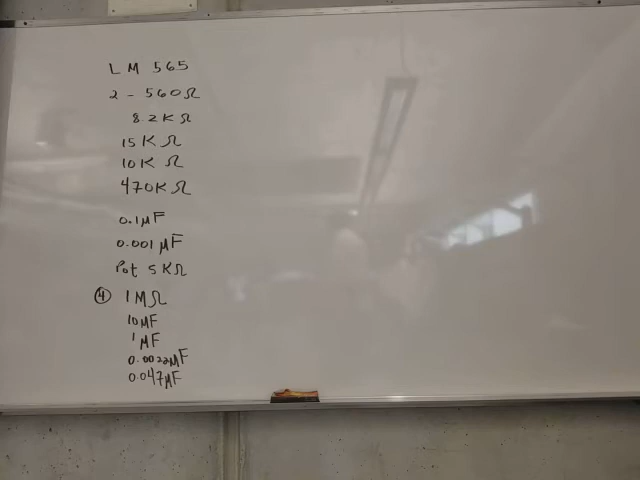 LM 565
2 - 560Ω
8.2KΩ
15KΩ
10KΩ
470KΩ
0.1µF
0.001µF
Pot 5KΩ
④ 1MΩ
10µF
1µF
0.0022µF
0.047µF